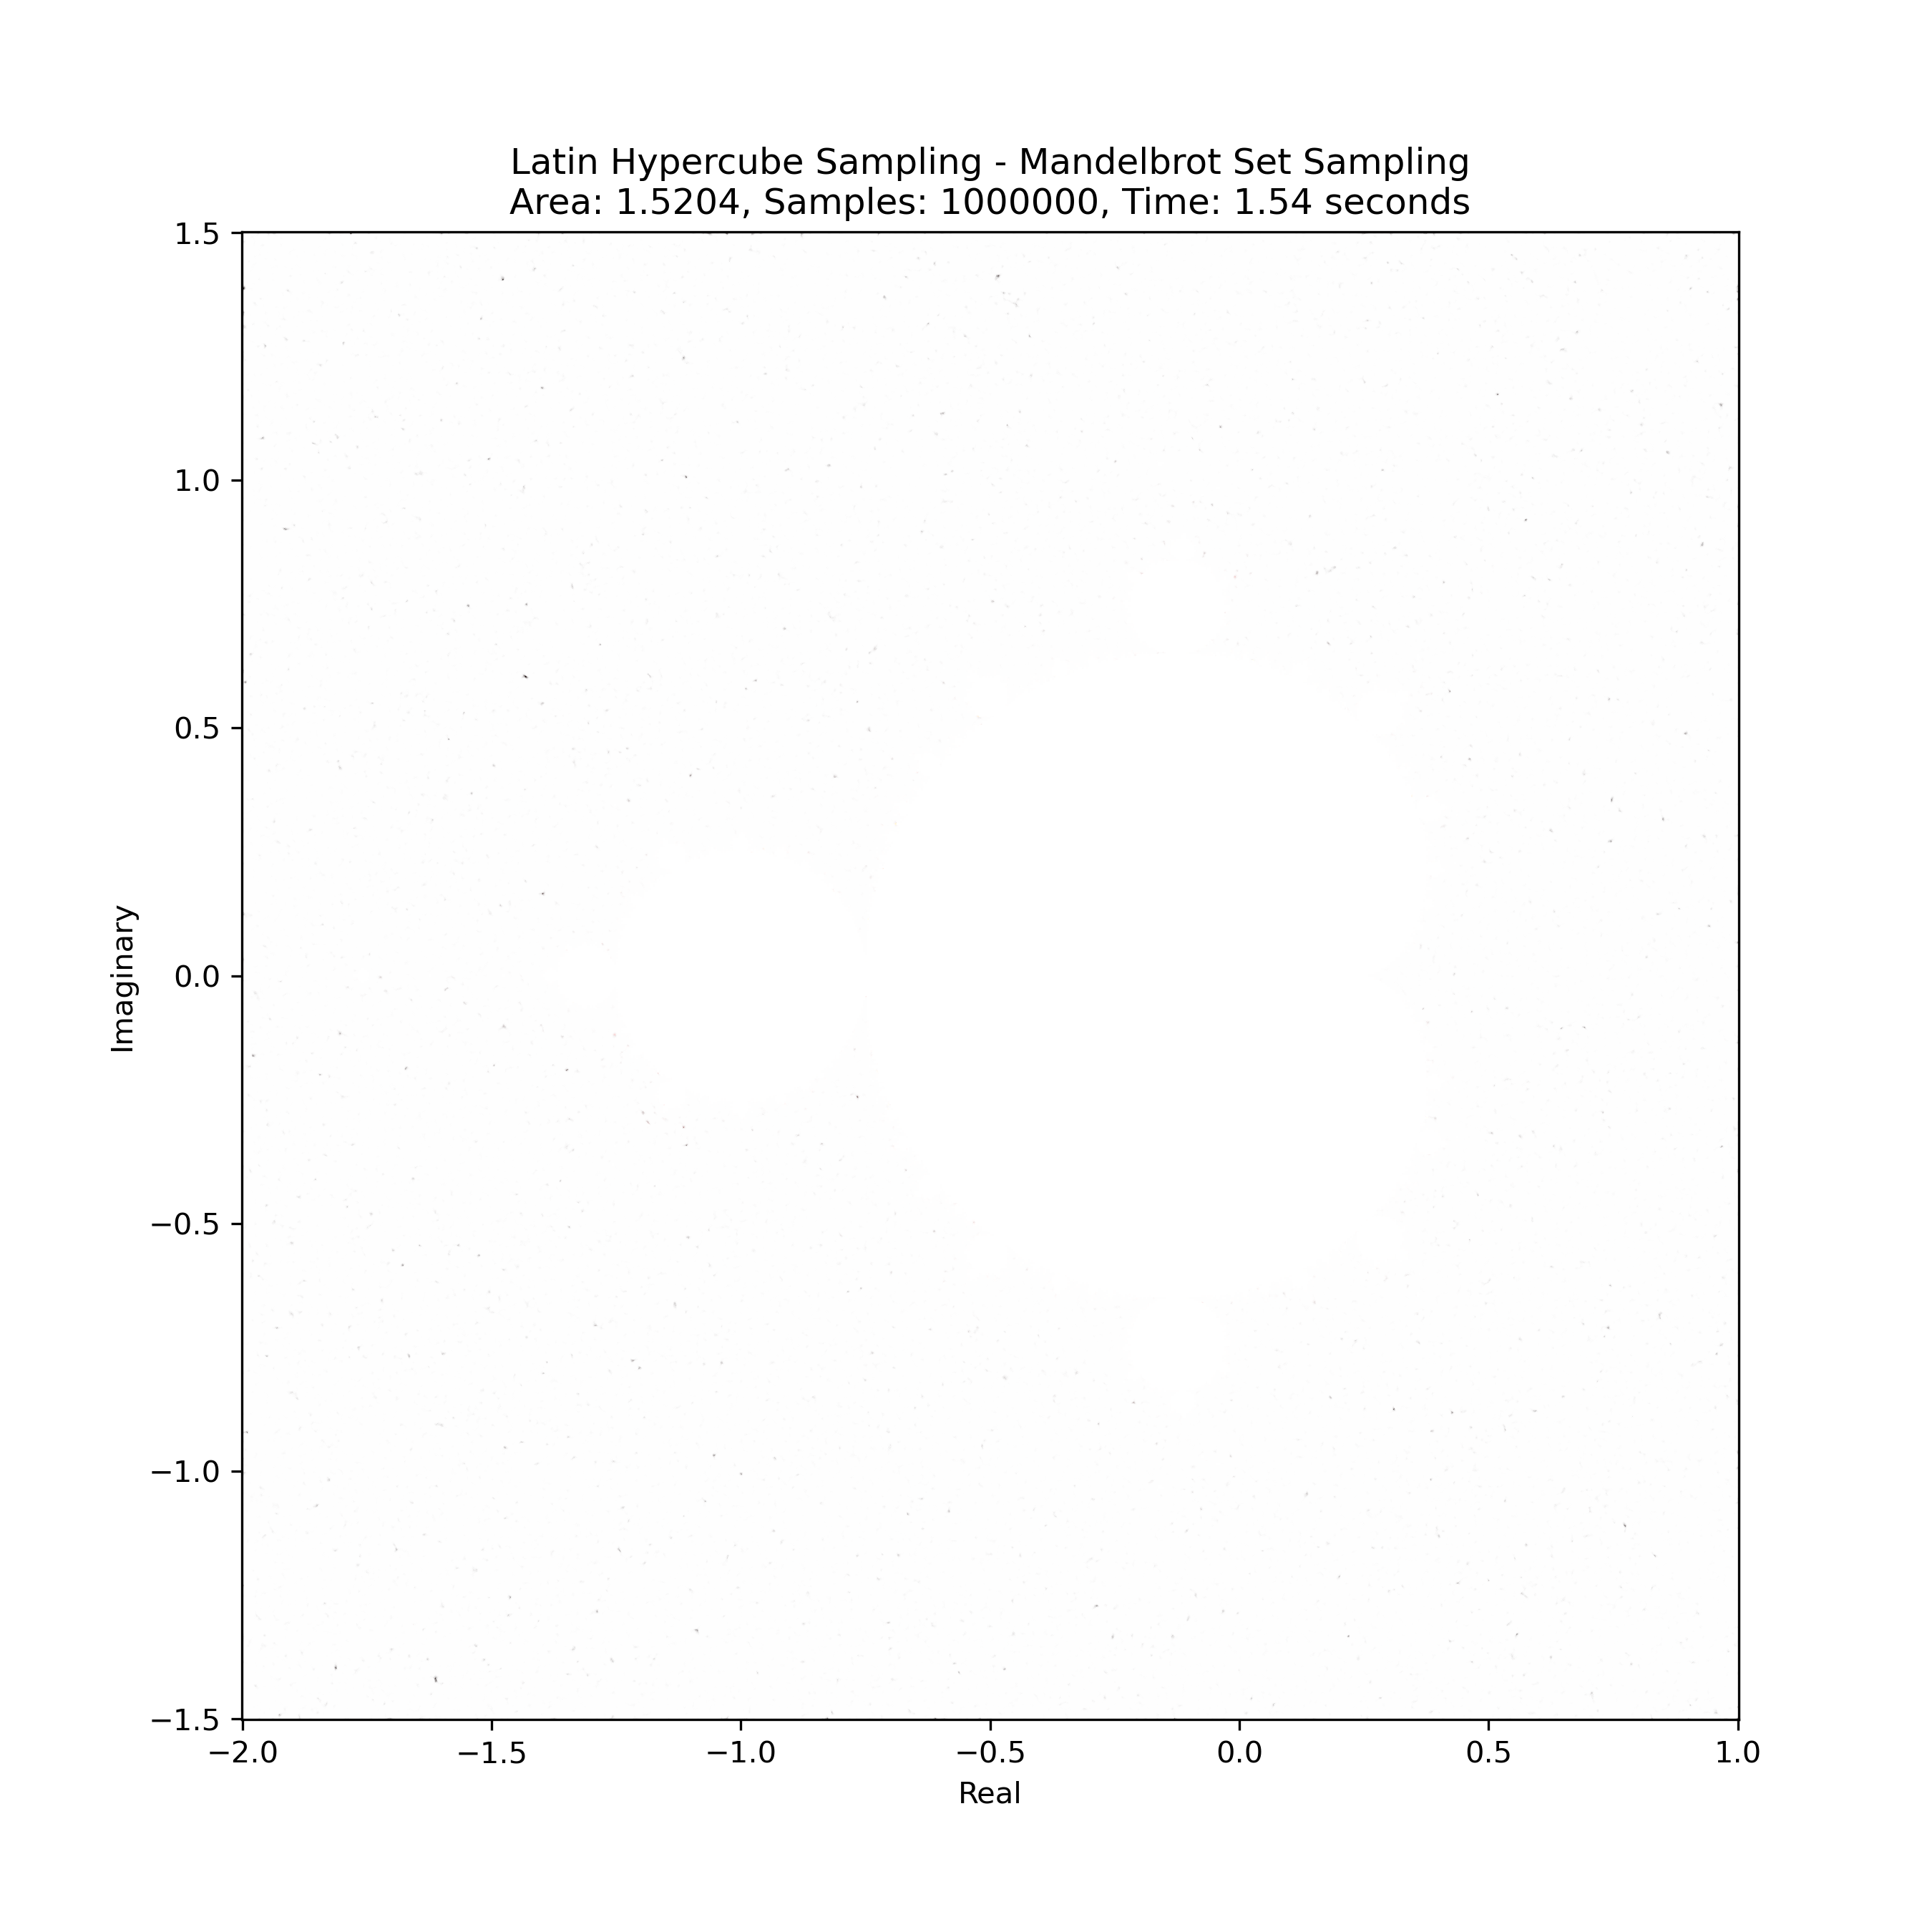 Latin Hypercube Sampling - Mandelbrot Set Sampling
Area: 1.5204, Samples: 1000000, Time: 1.54 seconds
1.5
1.0
0.5
0.0
−0.5
−1.0
−1.5
Imaginary
−2.0 −1.5 −1.0 −0.5 0.0 0.5 1.0
Real